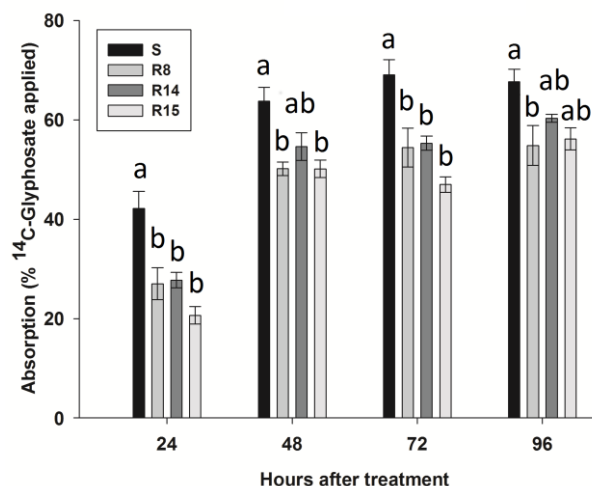 80
60
40
20
0
Absorption (% ¹⁴C-Glyphosate applied)
S
R8
R14
R15
a
b
b
b
a
b
ab
b
a
b
b
b
a
b
ab
ab
24
48
72
96
Hours after treatment